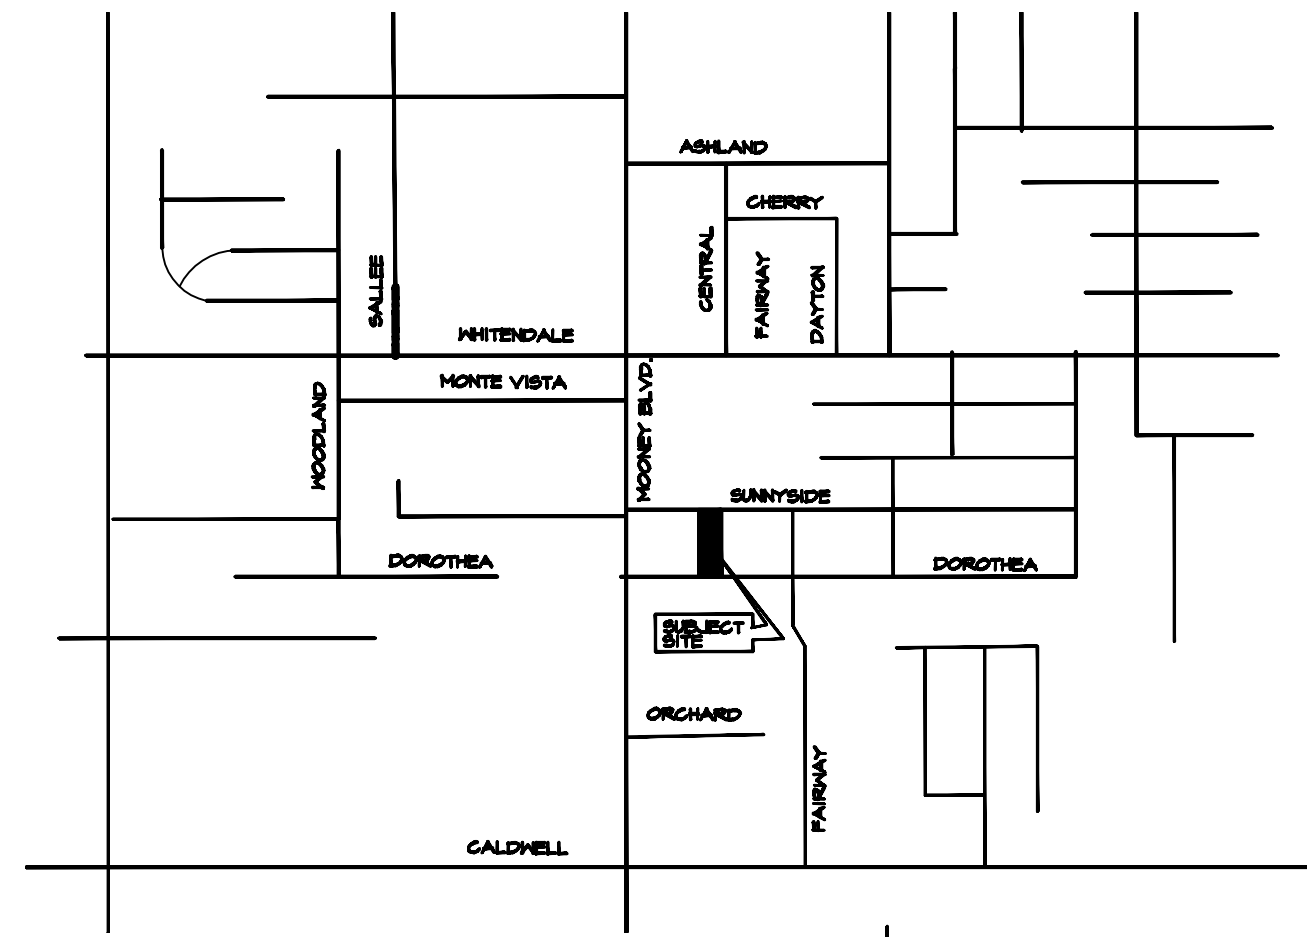 ASHLAND
CHERRY
CENTRAL
FAIRWAY
DAYTON
SALLEE
WHITENDALE
MONTE VISTA
WOODLAND
MOONEY BLVD.
SUNNYSIDE
DOROTHEA
DOROTHEA
SUBJECT
SITE
ORCHARD
FAIRWAY
CALDWELL